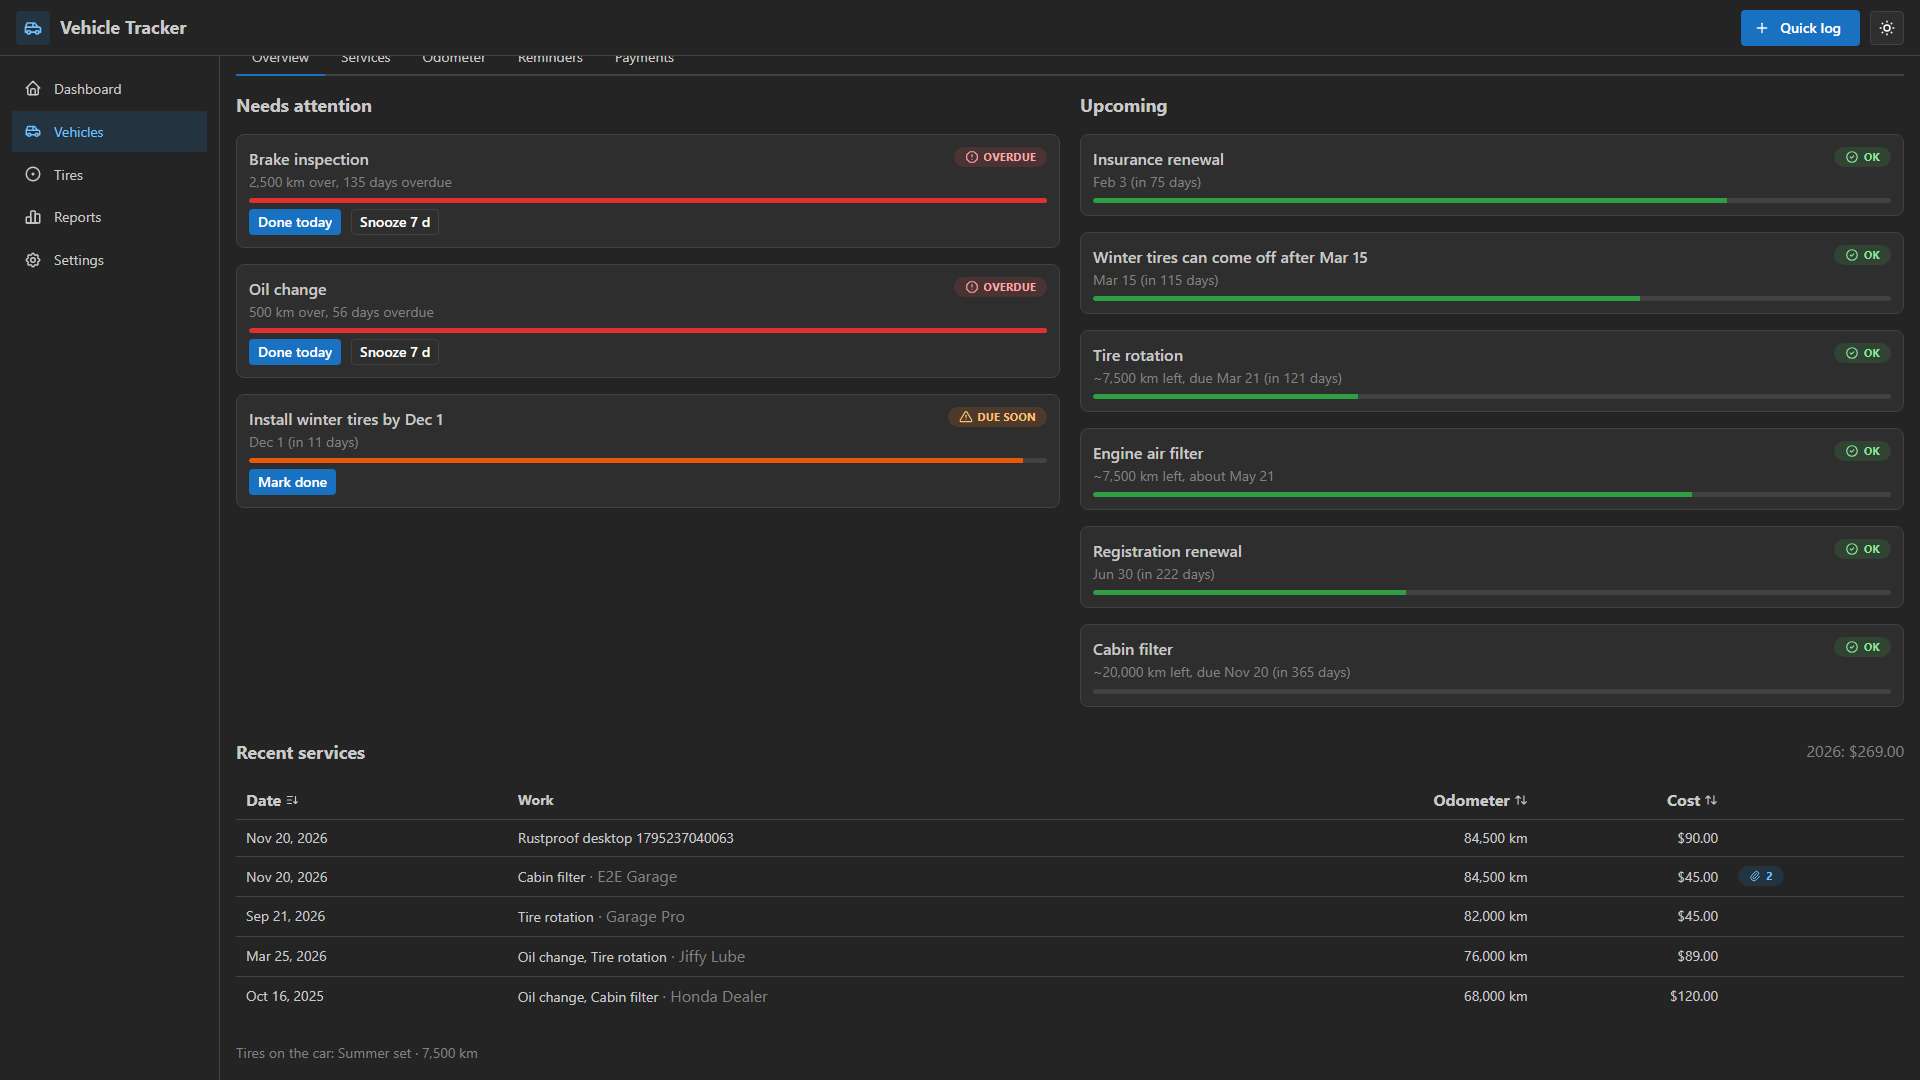 Vehicle Tracker
Quick log
Dashboard
Vehicles
Tires
Reports
Settings
Overview Services Odometer Reminders Payments
Needs attention
Brake inspection
OVERDUE
2,500 km over, 135 days overdue
Done today Snooze 7 d
Oil change
OVERDUE
500 km over, 56 days overdue
Done today Snooze 7 d
Install winter tires by Dec 1
DUE SOON
Dec 1 (in 11 days)
Mark done
Upcoming
Insurance renewal
OK
Feb 3 (in 75 days)
Winter tires can come off after Mar 15
OK
Mar 15 (in 115 days)
Tire rotation
OK
~7,500 km left, due Mar 21 (in 121 days)
Engine air filter
OK
~7,500 km left, about May 21
Registration renewal
OK
Jun 30 (in 222 days)
Cabin filter
OK
~20,000 km left, due Nov 20 (in 365 days)
Recent services
2026: $269.00
Date Work Odometer Cost
Nov 20, 2026 Rustproof desktop 1795237040063 84,500 km $90.00
Nov 20, 2026 Cabin filter · E2E Garage 84,500 km $45.00 2
Sep 21, 2026 Tire rotation · Garage Pro 82,000 km $45.00
Mar 25, 2026 Oil change, Tire rotation · Jiffy Lube 76,000 km $89.00
Oct 16, 2025 Oil change, Cabin filter · Honda Dealer 68,000 km $120.00
Tires on the car: Summer set · 7,500 km